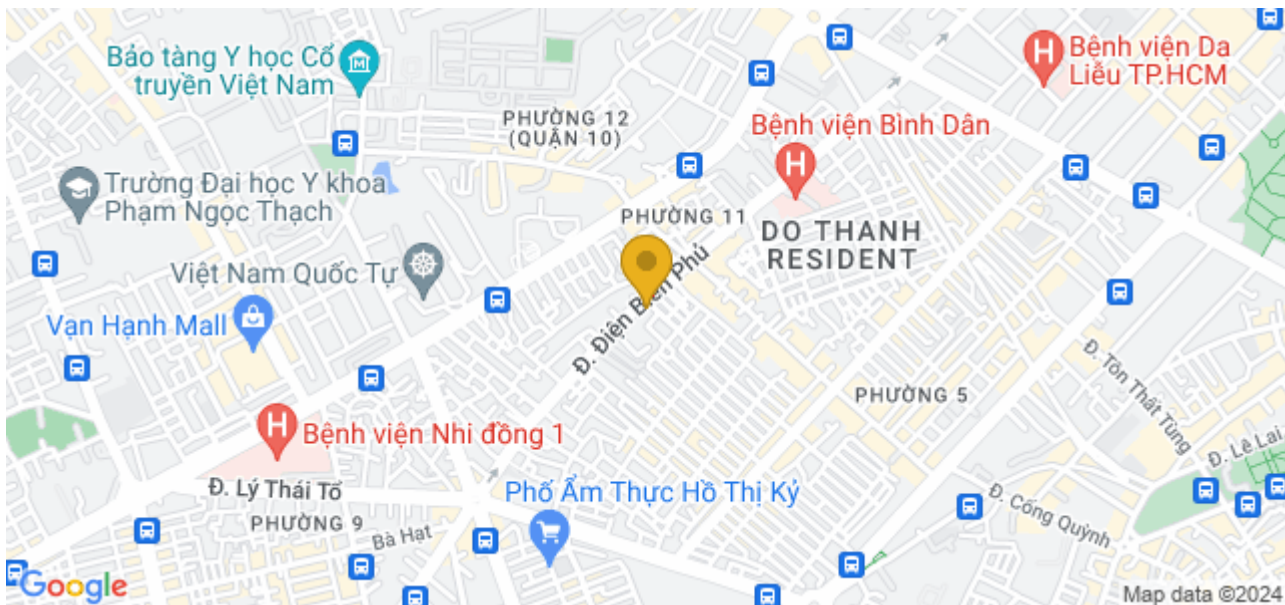 Bảo tàng Y học Cổ
truyền Việt Nam
H
Bệnh viện Da
Liễu TP.HCM
PHƯỜNG 12
(QUẬN 10)
Bệnh viện Bình Dân
H
Trường Đại học Y khoa
Phạm Ngọc Thạch
PHƯỜNG 11
DO THANH
RESIDENT
Việt Nam Quốc Tự
Đ. Điện Biên Phủ
Vạn Hạnh Mall
Đ. Tôn Thất Tùng
PHƯỜNG 5
H
Bệnh viện Nhi đồng 1
Đ. Lê Lai
Đ. Lý Thái Tổ
Phố Ẩm Thực Hồ Thị Kỷ
Đ. Cống Quỳnh
PHƯỜNG 9
Bà Hạt
Google
Map data ©2024